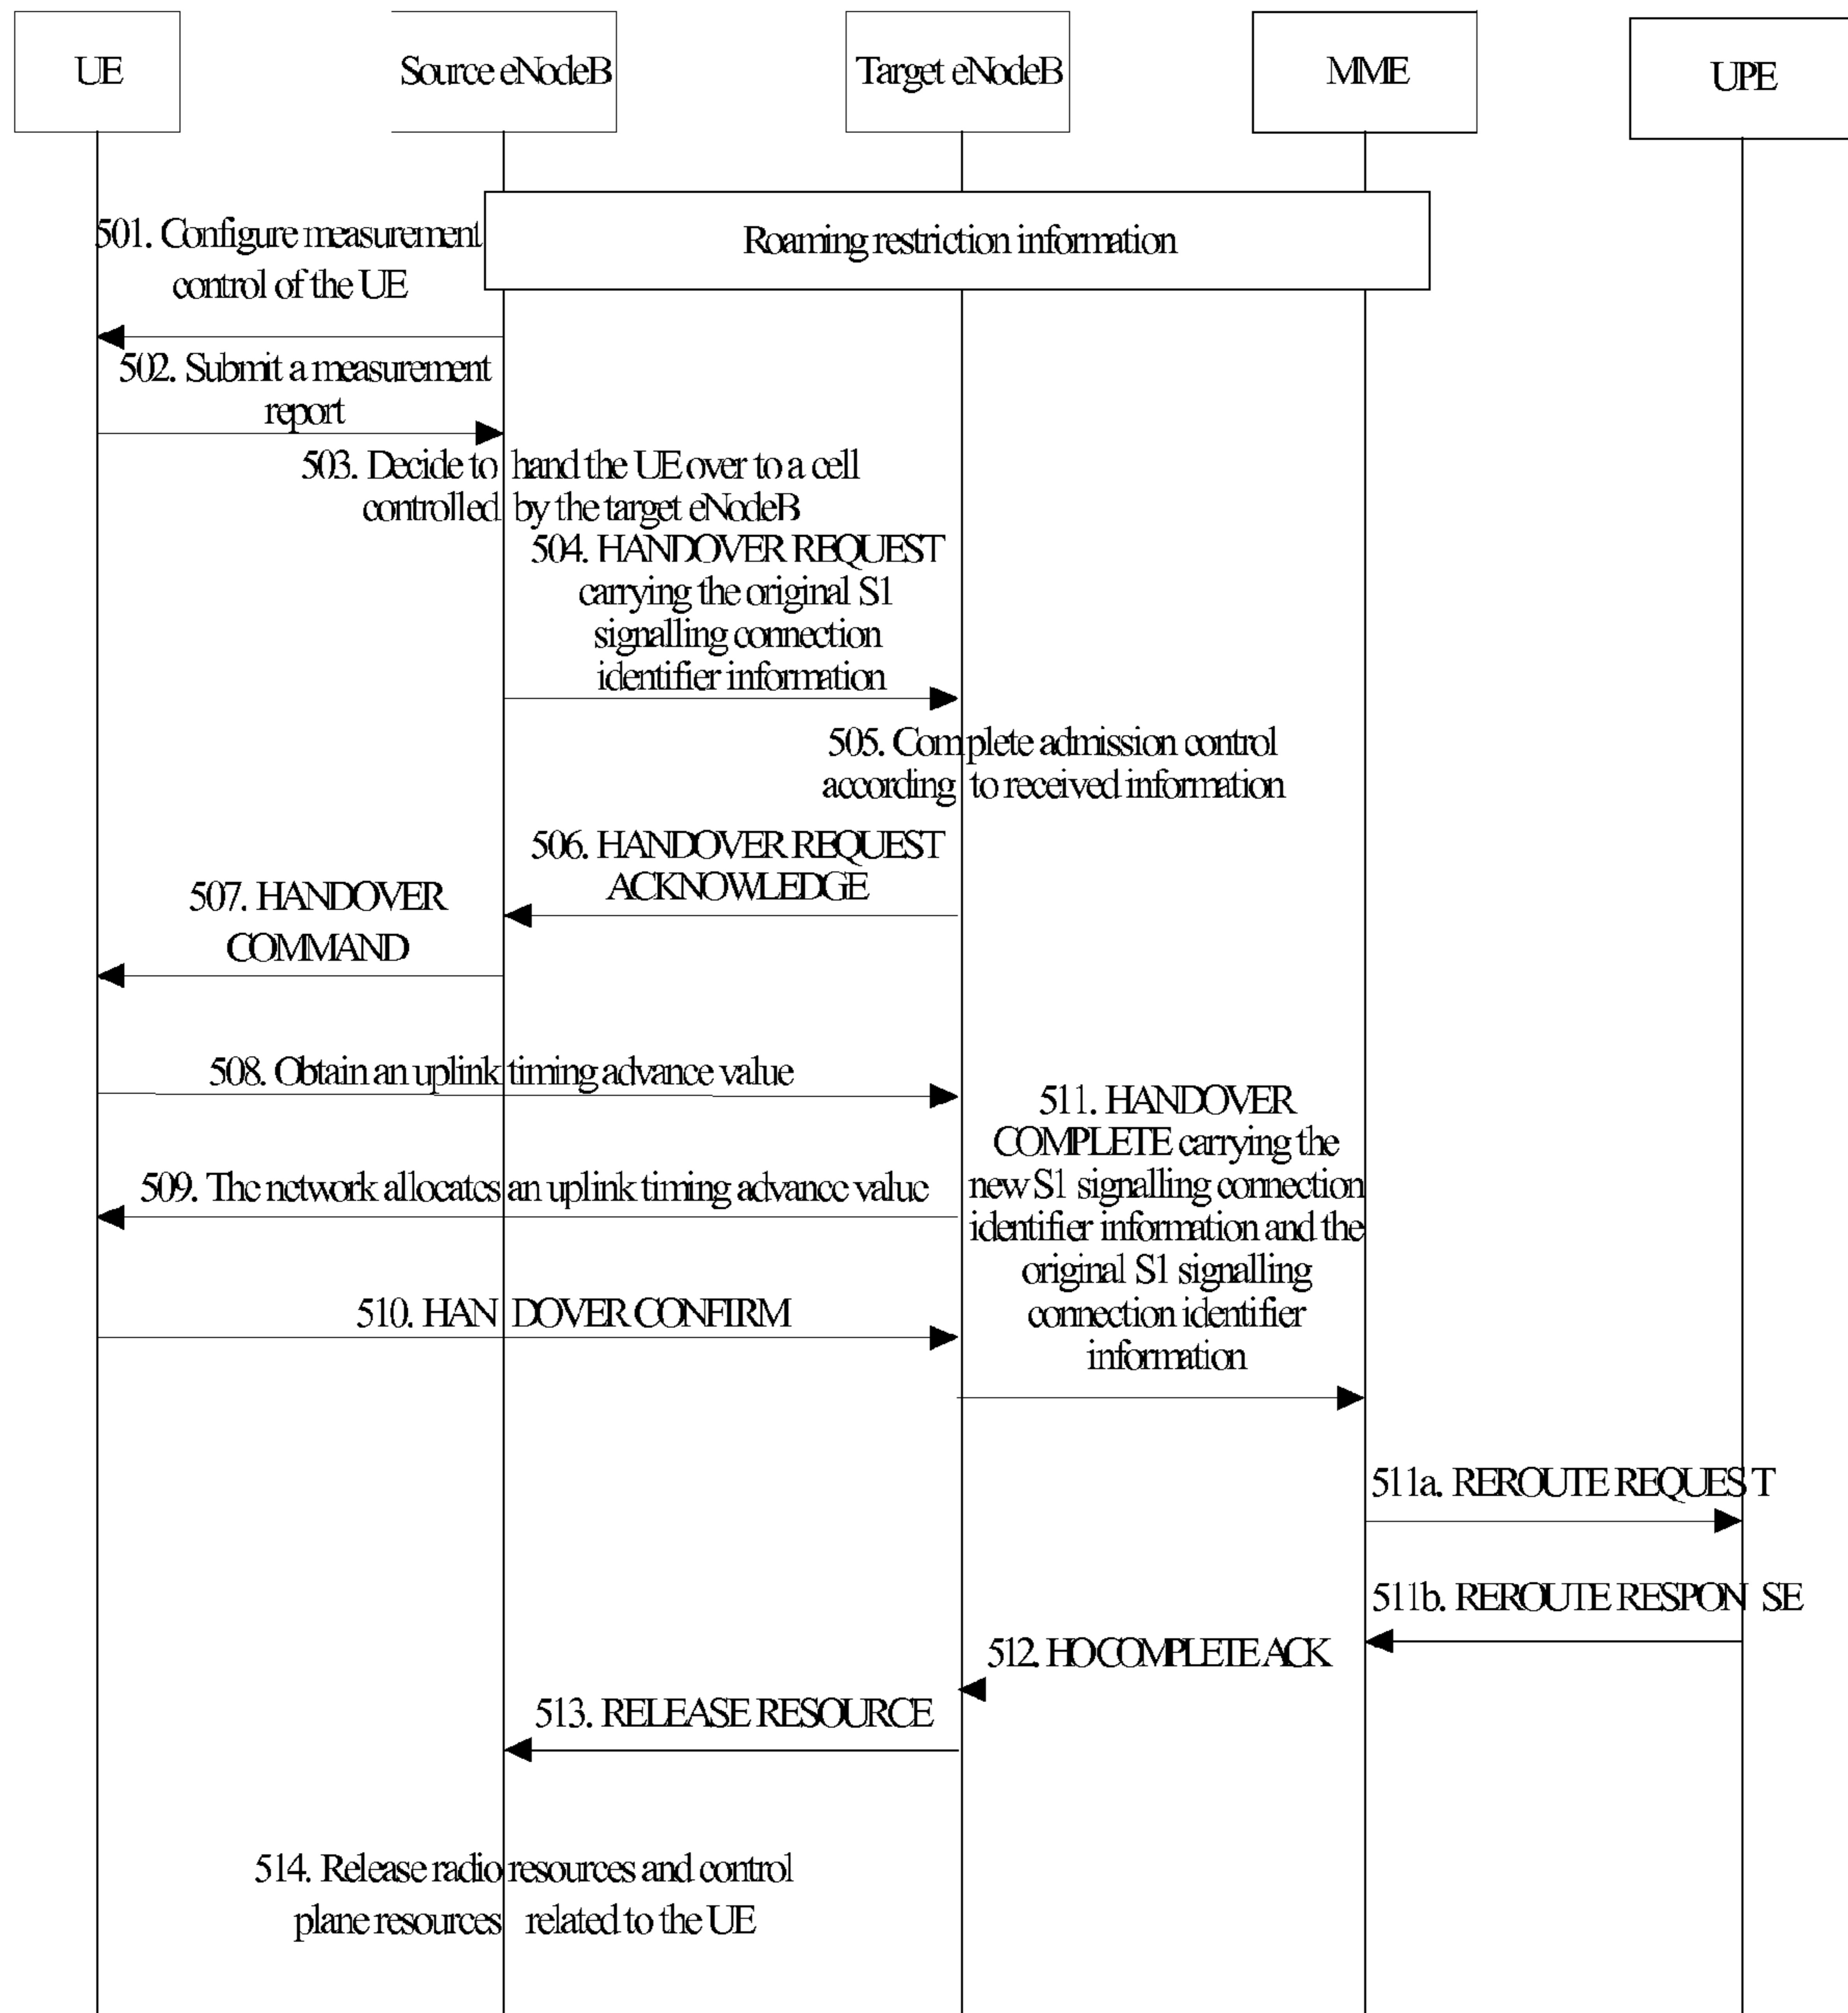 UE
Source eNodeB
Target eNodeB
MME
UPE
Roaming restriction information
501. Configure measurement
control of the UE
502. Submit a measurement
report
503. Decide to hand the UE over to a cell
controlled by the target eNodeB
504. HANDOVER REQUEST
carrying the original S1
signalling connection
identifier information
505. Complete admission control
according to received information
506. HANDOVER REQUEST
ACKNOWLEDGE
507. HANDOVER
COMMAND
508. Obtain an uplink timing advance value
509. The network allocates an uplink timing advance value
510. HAN DOVER CONFIRM
511. HANDOVER
COMPLETE carrying the
new S1 signalling connection
identifier information and the
original S1 signalling
connection identifier
information
511a. REROUTE REQUES T
511b. REROUTE RESPON SE
512. HO COMPLETE ACK
513. RELEASE RESOURCE
514. Release radio resources and control
plane resources related to the UE